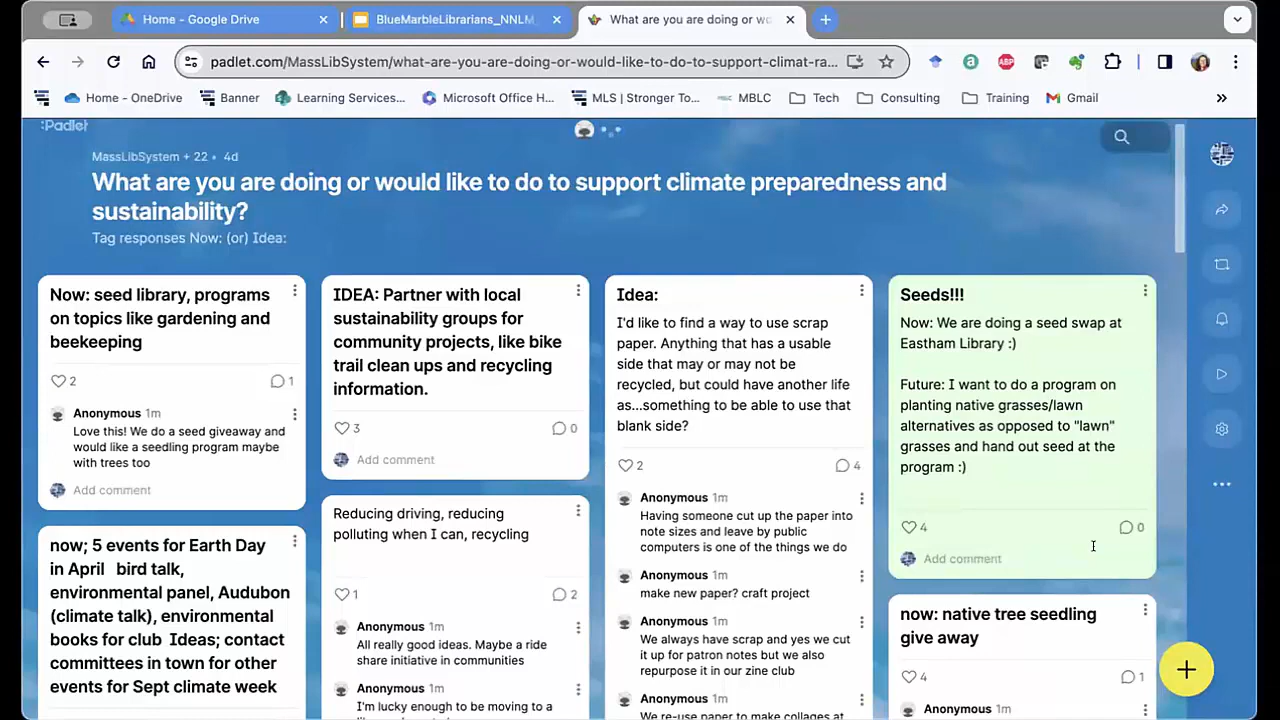 Home - Google Drive
BlueMarbleLibrarians_NNLM
What are you are doing or wo
padlet.com/MassLibSystem/what-are-you-are-doing-or-would-like-to-do-to-support-climat-ra...
Home - OneDrive
Banner
Learning Services...
Microsoft Office H...
MLS | Stronger To...
MBLC
Tech
Consulting
Training
Gmail
:Padlet
MassLibSystem + 22 • 4d
What are you are doing or would like to do to support climate preparedness and
sustainability?
Tag responses Now: (or) Idea:
Now: seed library, programs
on topics like gardening and
beekeeping
2
1
Anonymous 1m
Love this! We do a seed giveaway and
would like a seedling program maybe
with trees too
Add comment
now; 5 events for Earth Day
in April bird talk,
environmental panel, Audubon
(climate talk), environmental
books for club Ideas; contact
committees in town for other
events for Sept climate week
IDEA: Partner with local
sustainability groups for
community projects, like bike
trail clean ups and recycling
information.
3
0
Add comment
Reducing driving, reducing
polluting when I can, recycling
1
2
Anonymous 1m
All really good ideas. Maybe a ride
share initiative in communities
Anonymous 1m
I'm lucky enough to be moving to a
Idea:
I'd like to find a way to use scrap
paper. Anything that has a usable
side that may or may not be
recycled, but could have another life
as...something to be able to use that
blank side?
2
4
Anonymous 1m
Having someone cut up the paper into
note sizes and leave by public
computers is one of the things we do
Anonymous 1m
make new paper? craft project
Anonymous 1m
We always have scrap and yes we cut
it up for patron notes but we also
repurpose it in our zine club
Anonymous 1m
We re-use paper to make collages at
Seeds!!!
Now: We are doing a seed swap at
Eastham Library :)
Future: I want to do a program on
planting native grasses/lawn
alternatives as opposed to "lawn"
grasses and hand out seed at the
program :)
4
0
Add comment
now: native tree seedling
give away
4
1
Anonymous 1m